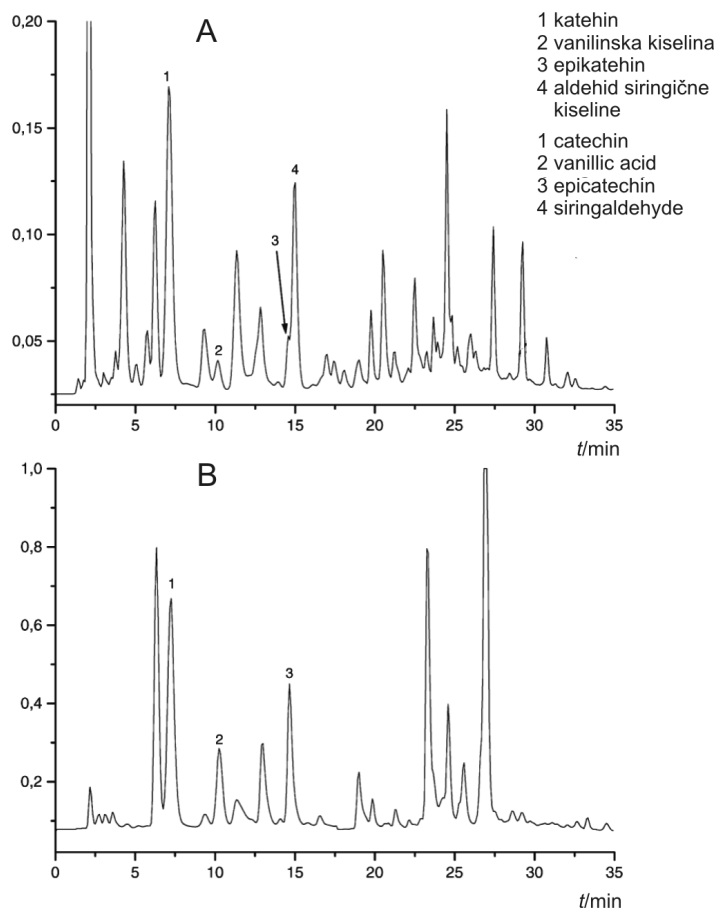 A
1 katehin
2 vanilinska kiselina
3 epikatehin
4 aldehid siringične
kiseline
1 catechin
2 vanillic acid
3 epicatechin
4 siringaldehyde
0,20
0,15
0,10
0,05
1
2
3
4
0 5 10 15 20 25 30 35
t/min
B
1,0
0,8
0,6
0,4
0,2
1
2
3
0 5 10 15 20 25 30 35
t/min